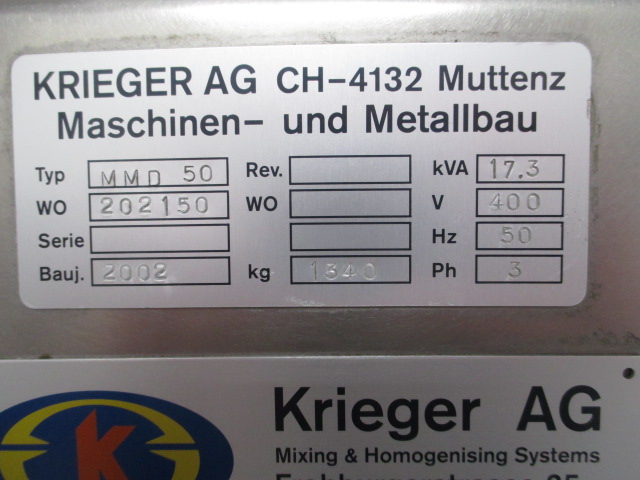 KRIEGER AG CH-4132 Muttenz
Maschinen- und Metallbau
Typ MMD 50 Rev. kVA 17.3
WO 202150 WO V 400
Serie Hz 50
Bauj. 2002 kg 1340 Ph 3
K
Krieger AG
Mixing & Homogenising Systems